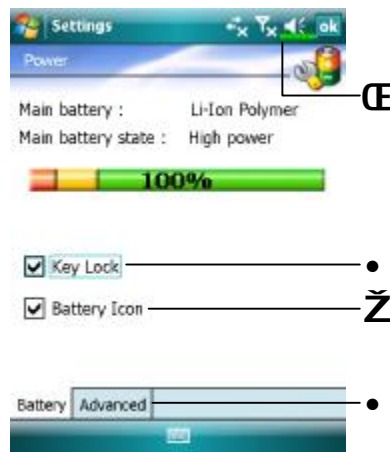 Settings ok
Power
Œ
Main battery : Li-Ion Polymer
Main battery state : High power
100%
Key Lock •
Battery Icon Ž
Battery Advanced •